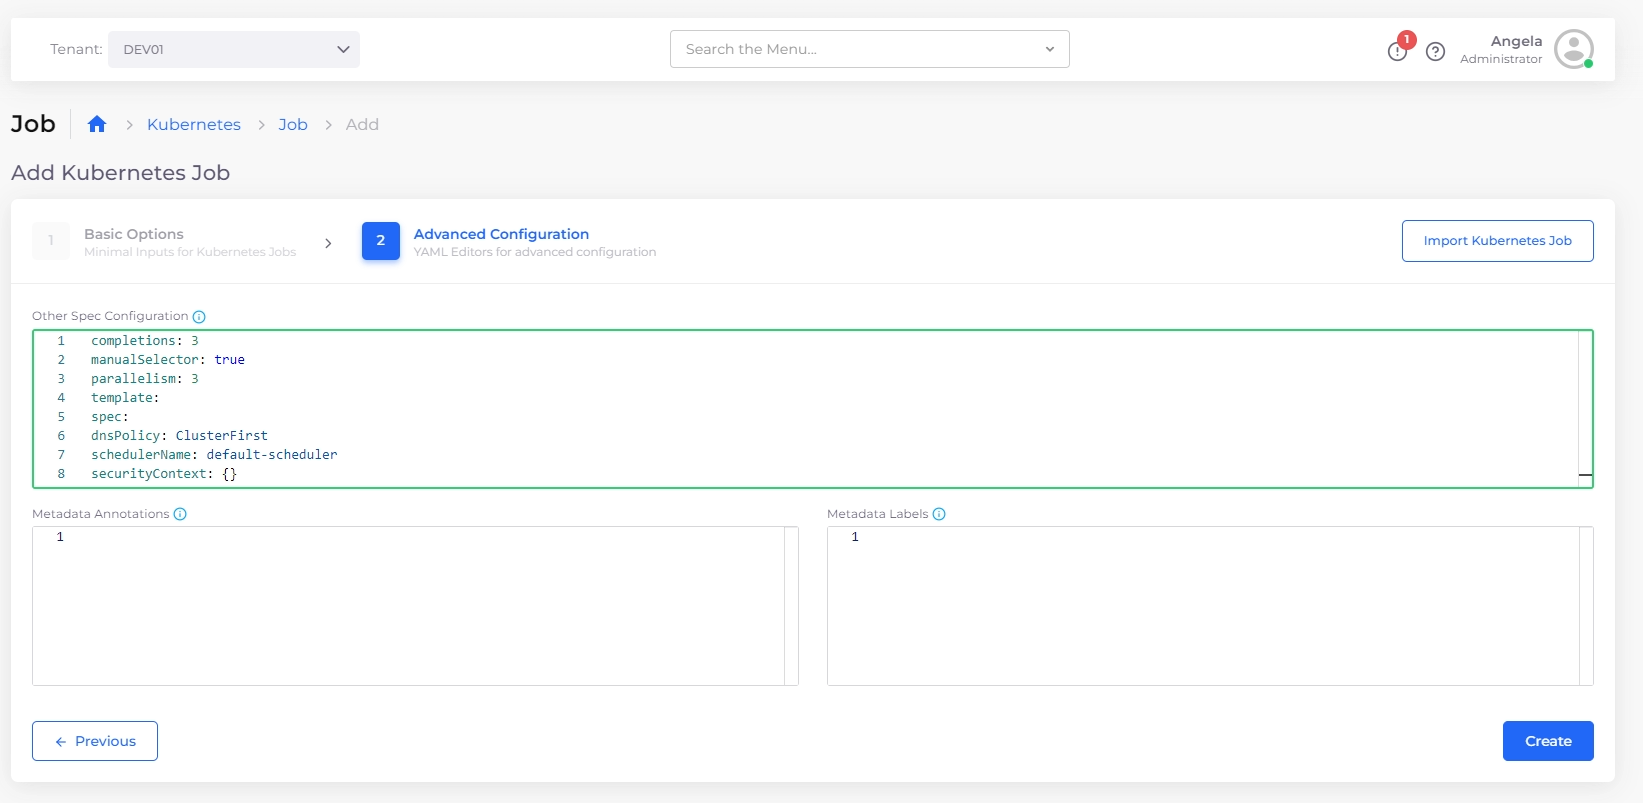 Tenant: DEV01
Search the Menu...
1
Angela
Administrator
Job
Kubernetes > Job > Add
Add Kubernetes Job
1
Basic Options
Minimal Inputs for Kubernetes Jobs
2
Advanced Configuration
YAML Editors for advanced configuration
Import Kubernetes Job
Other Spec Configuration
1 completions: 3
2 manualSelector: true
3 parallelism: 3
4 template:
5 spec:
6 dnsPolicy: ClusterFirst
7 schedulerName: default-scheduler
8 securityContext: {}
Metadata Annotations
1
Metadata Labels
1
← Previous
Create